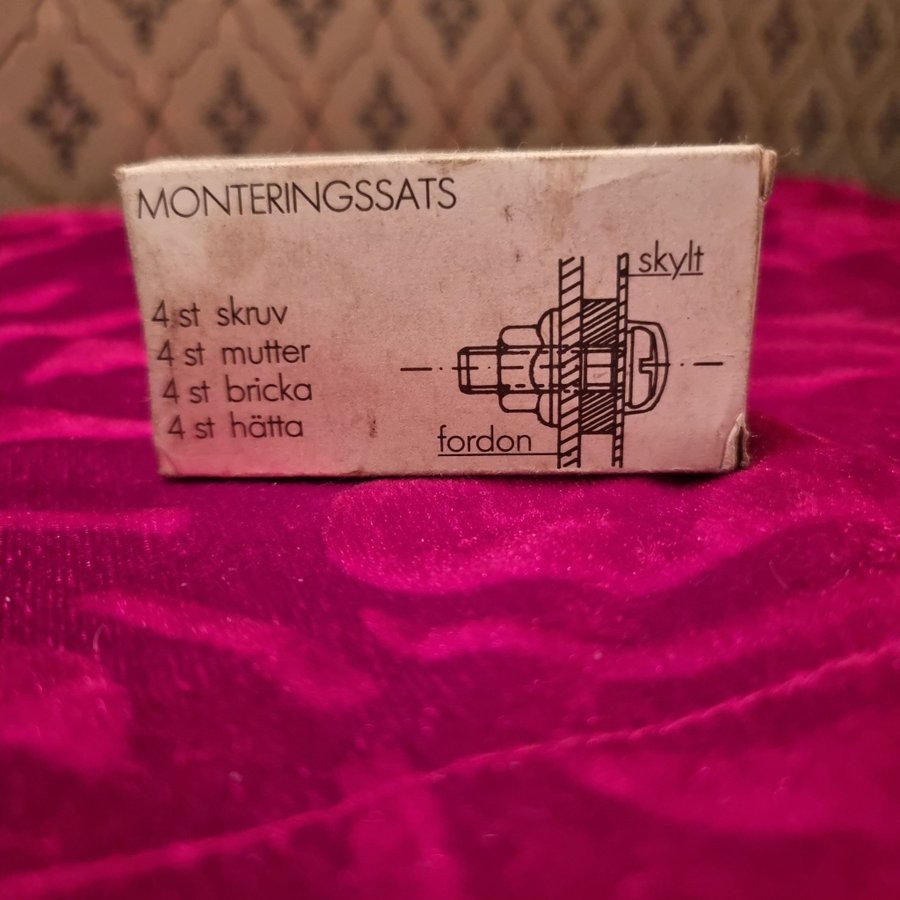 MONTERINGSSATS
4 st skruv
4 st mutter
4 st bricka
4 st hätta
skylt
fordon